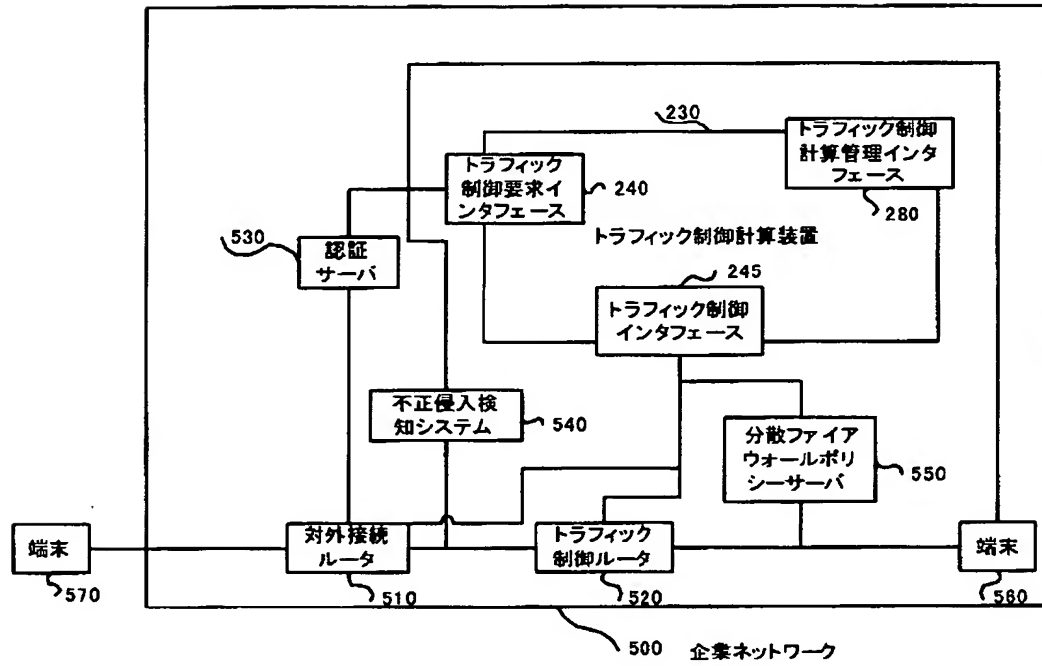 230
トラフィック制御
計算管理インタ
フェース
280
トラフィック
制御要求イ
ンタフェース
240
トラフィック制御計算装置
530
認証
サーバ
245
トラフィック制御
インタフェース
不正侵入検
知システム
540
分散ファイア
ウォールポリ
シーサーバ
550
端末
570
対外接続
ルータ
510
トラフィック
制御ルータ
520
端末
560
500
企業ネットワーク